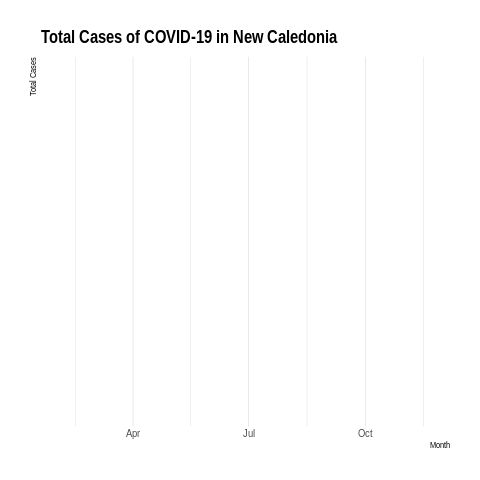 Total Cases of COVID-19 in New Caledonia
Total Cases
Apr Jul Oct
Month